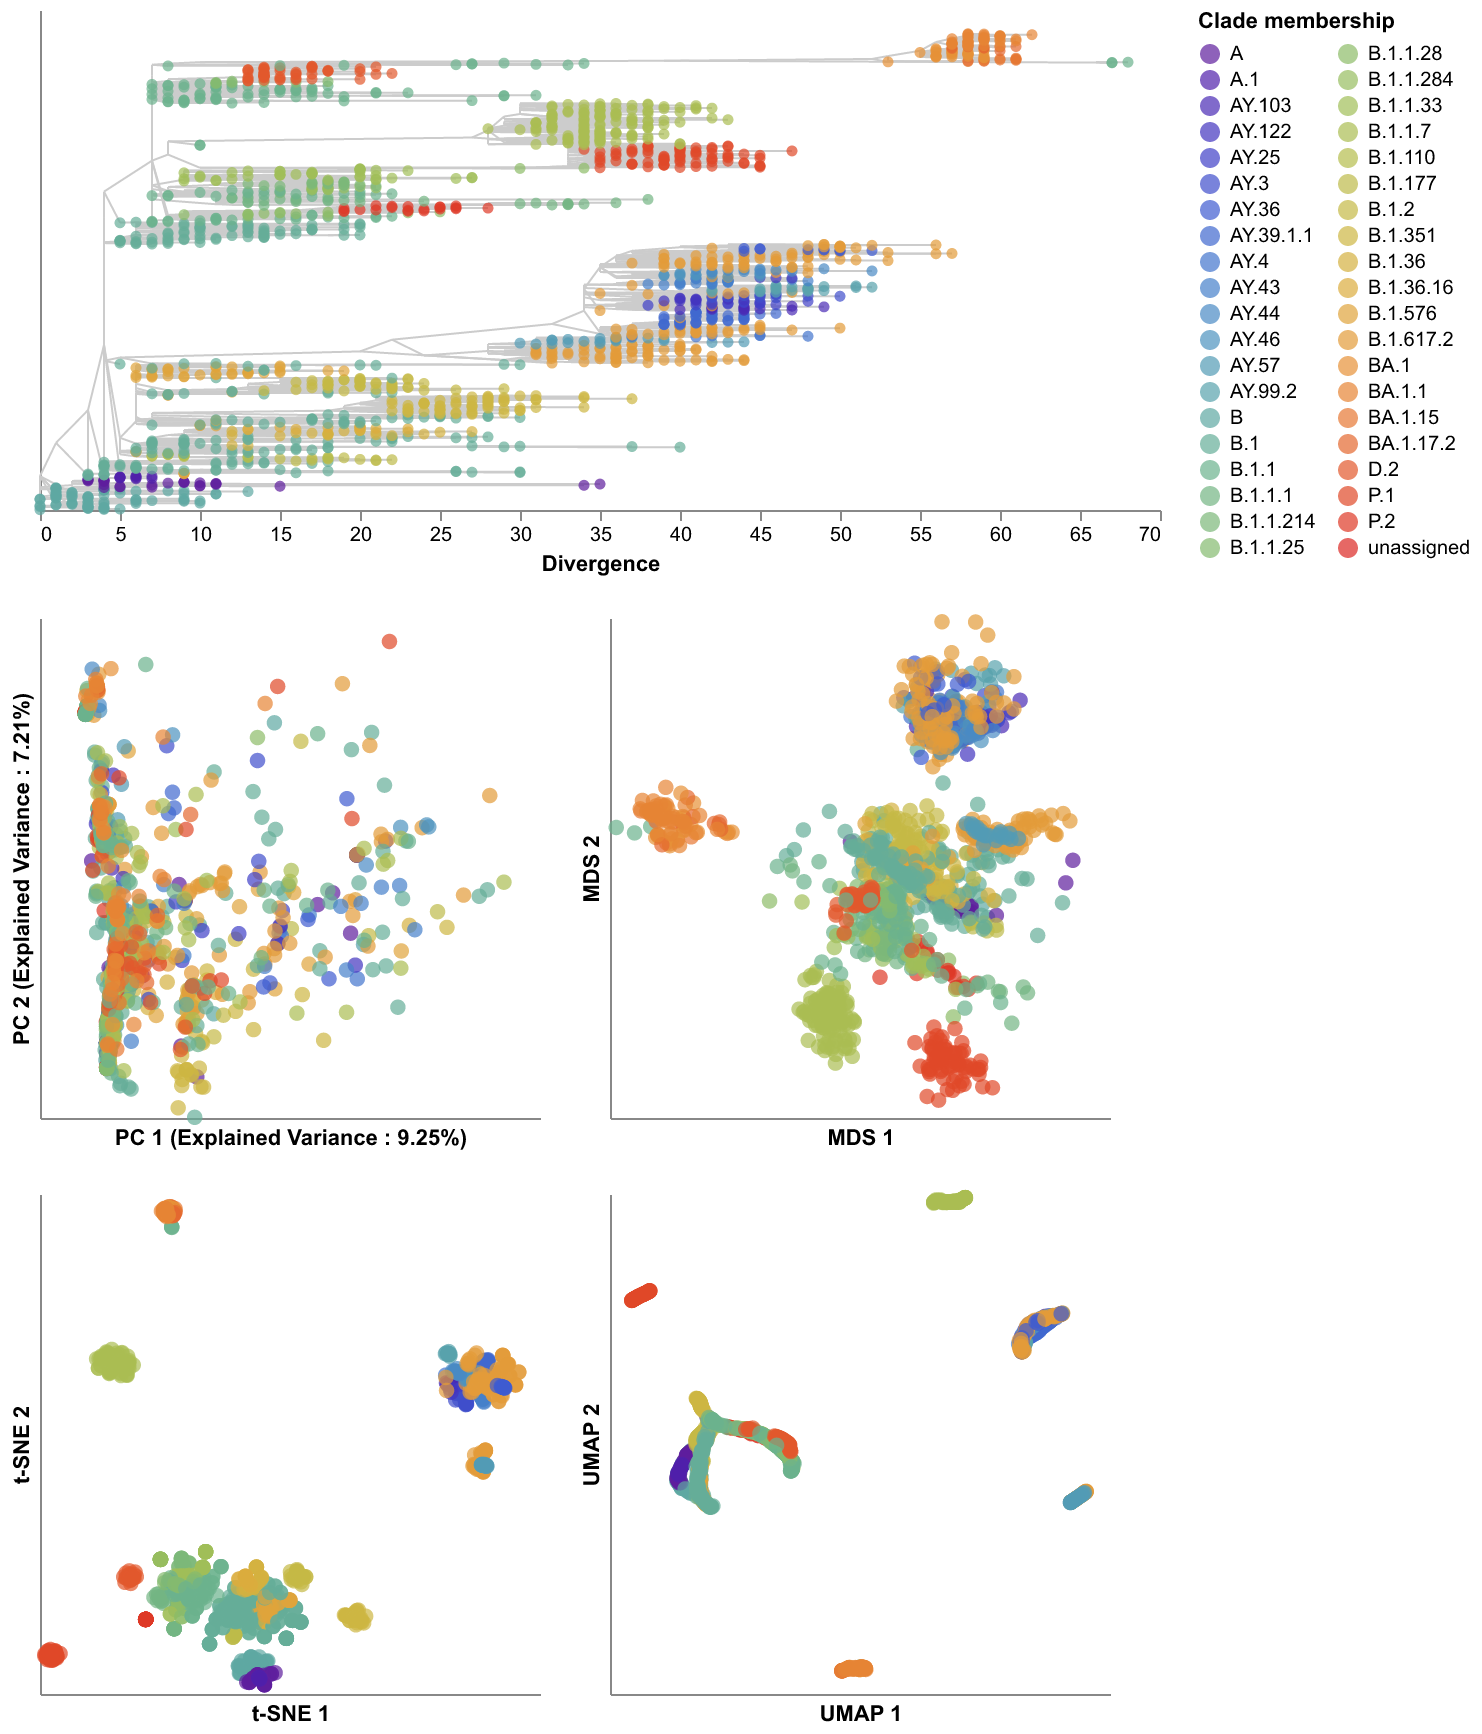 Clade membership
A
A.1
AY.103
AY.122
AY.25
AY.3
AY.36
AY.39.1.1
AY.4
AY.43
AY.44
AY.46
AY.57
AY.99.2
B
B.1
B.1.1
B.1.1.1
B.1.1.214
B.1.1.25
B.1.1.28
B.1.1.284
B.1.1.33
B.1.1.7
B.1.110
B.1.177
B.1.2
B.1.351
B.1.36
B.1.36.16
B.1.576
B.1.617.2
BA.1
BA.1.1
BA.1.15
BA.1.17.2
D.2
P.1
P.2
unassigned
0 5 10 15 20 25 30 35 40 45 50 55 60 65 70
Divergence
PC 2 (Explained Variance : 7.21%)
PC 1 (Explained Variance : 9.25%)
MDS 2
MDS 1
t-SNE 2
t-SNE 1
UMAP 2
UMAP 1